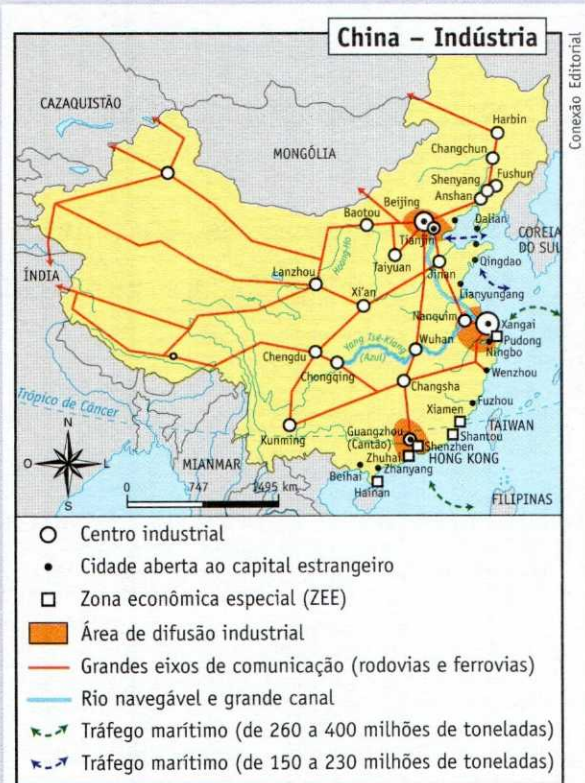 China – Indústria
Conexão Editorial
CAZAQUISTÃO
MONGÓLIA
Harbin
Changchun
Shenyang
Fushun
Anshan
Beijing
Baotou
Dalian
Tianjin
COREIA
DO SUL
Taiyuan
Hoang-Ho
Qingdao
Jinan
ÍNDIA
Lanzhou
Lianyungang
Xi'an
Nanquim
Xangai
Pudong
Ningbo
Yang Tsé-Kiang
(Azul)
Wuhan
Chengdu
Chongqing
Wenzhou
Changsha
Trópico de Câncer
Fuzhou
Xiamen
TAIWAN
N
Kunming
Guangzhou
(Cantão)
Shantou
Shenzhen
O
L
MIANMAR
Zhuhai
HONG KONG
Zhanyang
Beihai
S
0 747 1495 km
Hainan
FILIPINAS
Centro industrial
Cidade aberta ao capital estrangeiro
Zona econômica especial (ZEE)
Área de difusão industrial
Grandes eixos de comunicação (rodovias e ferrovias)
Rio navegável e grande canal
Tráfego marítimo (de 260 a 400 milhões de toneladas)
Tráfego marítimo (de 150 a 230 milhões de toneladas)